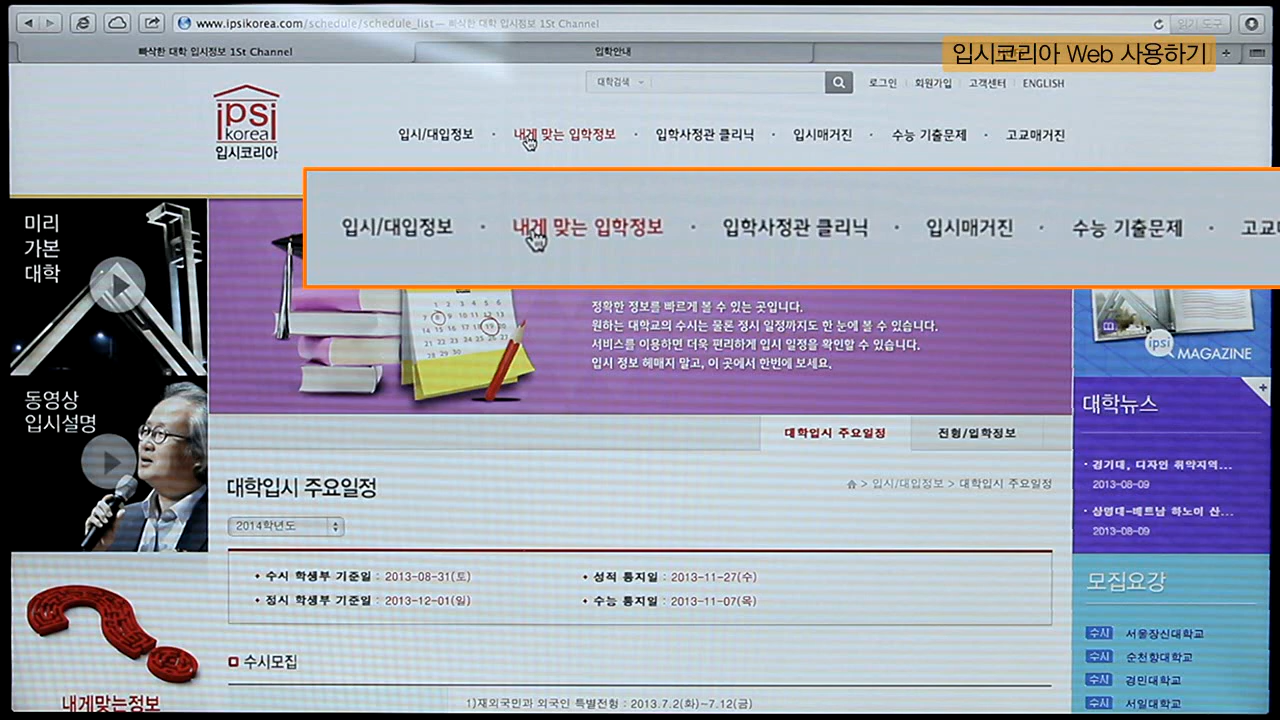 www.ipsikorea.com/schedule/schedule_list — 빠삭한 대학 입시정보 1St Channel
읽기 도구
빠삭한 대학 입시정보 1St Channel
입학안내
입시코리아 Web 사용하기
대학검색
로그인 회원가입 고객센터 ENGLISH
ipsi
korea
입시코리아
입시/대입정보 · 내게 맞는 입학정보 · 입학사정관 클리닉 · 입시매거진 · 수능 기출문제 · 고교매거진
입시/대입정보 · 내게 맞는 입학정보 · 입학사정관 클리닉 · 입시매거진 · 수능 기출문제 · 고교
미리
가본
대학
정확한 정보를 빠르게 볼 수 있는 곳입니다.
원하는 대학교의 수시는 물론 정시 일정까지도 한 눈에 볼 수 있습니다.
서비스를 이용하면 더욱 편리하게 입시 일정을 확인할 수 있습니다.
입시 정보 헤매지 말고, 이 곳에서 한번에 보세요.
ipsi
MAGAZINE
동영상
입시설명
대학뉴스
경기대, 디자인 취약지역...
2013-08-09
상명대-베트남 하노이 산...
2013-08-09
대학입시 주요일정
전형/입학정보
대학입시 주요일정
> 입시/대입정보 > 대학입시 주요일정
2014학년도
수시 학생부 기준일 : 2013-08-31(토)
성적 통지일 : 2013-11-27(수)
정시 학생부 기준일 : 2013-12-01(일)
수능 통지일 : 2013-11-07(목)
모집요강
수시 서울장신대학교
수시 순천향대학교
수시 경민대학교
수시 서일대학교
수시모집
1)재외국민과 외국인 특별전형 : 2013.7.2(화)~7.12(금)
내게맞는정보